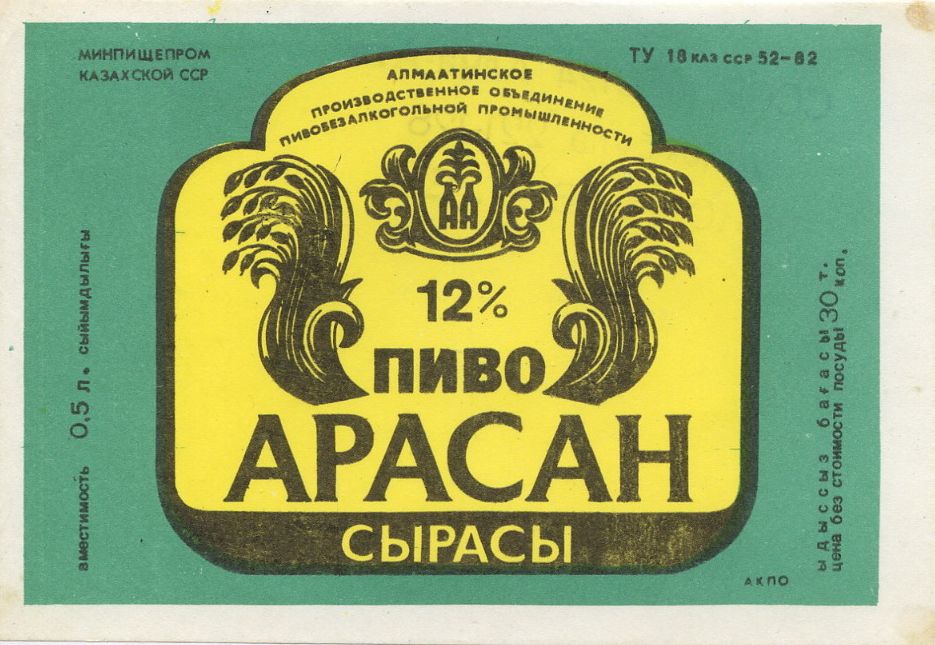 МИНПИЩЕПРОМ
КАЗАХСКОЙ ССР
ТУ 18 КАЗ ССР 52-82
АЛМААТИНСКОЕ
ПРОИЗВОДСТВЕННОЕ ОБЪЕДИНЕНИЕ
ПИВОБЕЗАЛКОГОЛЬНОЙ ПРОМЫШЛЕННОСТИ
АА
12%
ПИВО
АРАСАН
СЫРАСЫ
вместимость 0,5 л. сыйымдылығы
ыдыссыз бағасы 30 т.
цена без стоимости посуды 30 коп.
АКПО